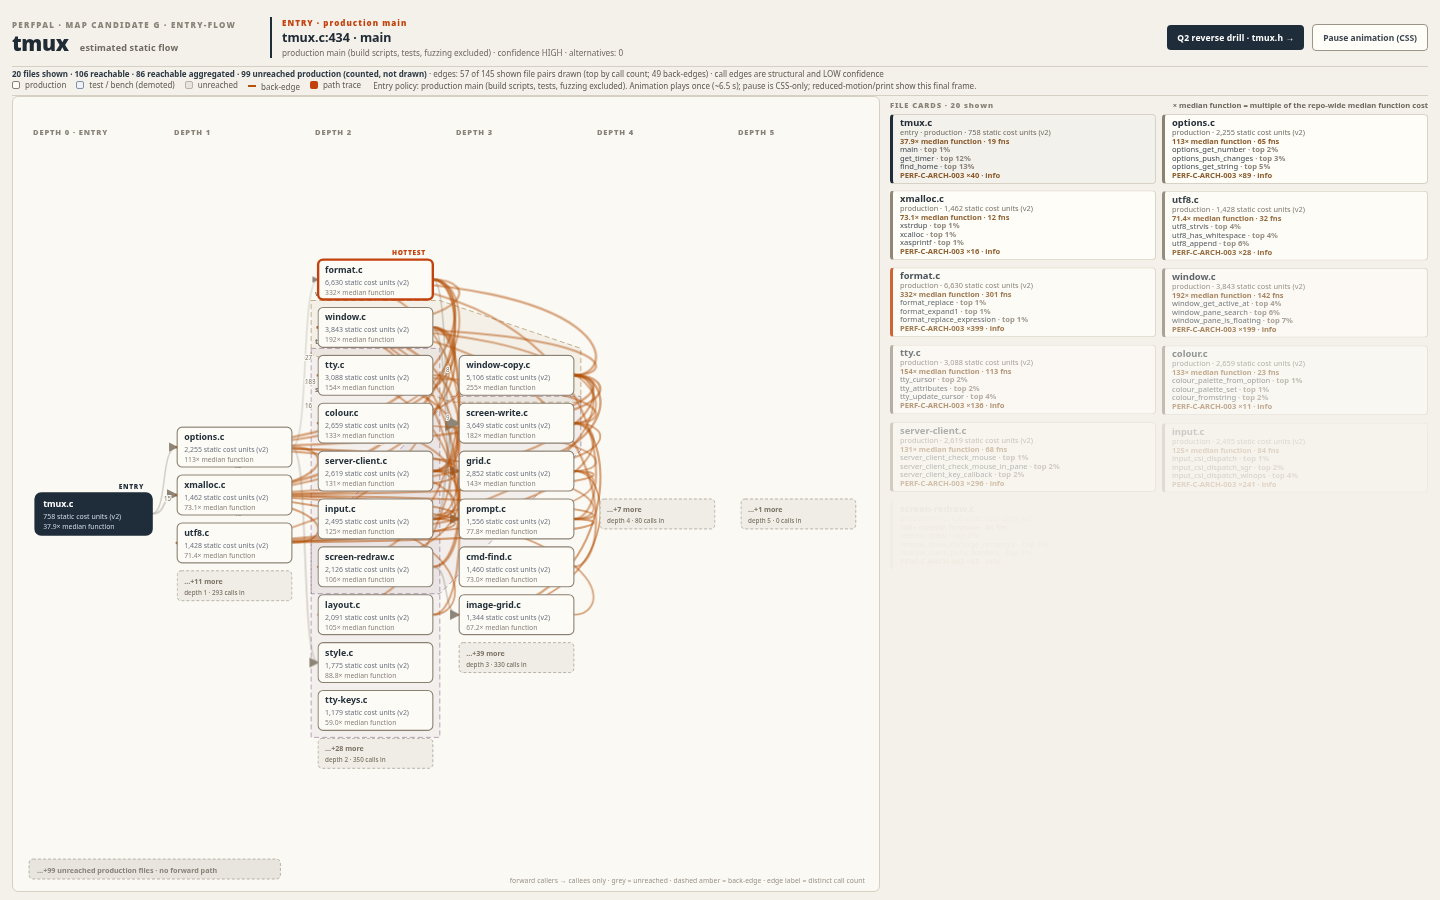 PERFPAL · MAP CANDIDATE G · ENTRY-FLOW
tmux estimated static flow
ENTRY · production main
tmux.c:434 · main
production main (build scripts, tests, fuzzing excluded) · confidence HIGH · alternatives: 0
Q2 reverse drill · tmux.h →
Pause animation (CSS)
20 files shown · 106 reachable · 86 reachable aggregated · 99 unreached production (counted, not drawn) · edges: 57 of 145 shown file pairs drawn (top by call count; 49 back-edges) · call edges are structural and LOW confidence
production test / bench (demoted) unreached back-edge path trace Entry policy: production main (build scripts, tests, fuzzing excluded). Animation plays once (~6.5 s); pause is CSS-only; reduced-motion/print show this final frame.
DEPTH 0 · ENTRY
DEPTH 1
DEPTH 2
DEPTH 3
DEPTH 4
DEPTH 5
ENTRY
tmux.c
758 static cost units (v2)
37.9× median function
options.c
2,255 static cost units (v2)
113× median function
xmalloc.c
1,462 static cost units (v2)
73.1× median function
utf8.c
1,428 static cost units (v2)
71.4× median function
...+11 more
depth 1 · 293 calls in
HOTTEST
format.c
6,630 static cost units (v2)
332× median function
window.c
3,843 static cost units (v2)
192× median function
tty.c
3,088 static cost units (v2)
154× median function
colour.c
2,659 static cost units (v2)
133× median function
server-client.c
2,619 static cost units (v2)
131× median function
input.c
2,495 static cost units (v2)
125× median function
screen-redraw.c
2,126 static cost units (v2)
106× median function
layout.c
2,091 static cost units (v2)
105× median function
style.c
1,775 static cost units (v2)
88.8× median function
tty-keys.c
1,179 static cost units (v2)
59.0× median function
...+28 more
depth 2 · 350 calls in
window-copy.c
5,106 static cost units (v2)
255× median function
screen-write.c
3,649 static cost units (v2)
182× median function
grid.c
2,852 static cost units (v2)
143× median function
prompt.c
1,556 static cost units (v2)
77.8× median function
cmd-find.c
1,460 static cost units (v2)
73.0× median function
image-grid.c
1,344 static cost units (v2)
67.2× median function
...+39 more
depth 3 · 330 calls in
...+7 more
depth 4 · 80 calls in
...+1 more
depth 5 · 0 calls in
...+99 unreached production files · no forward path
forward callers → callees only · grey = unreached · dashed amber = back-edge · edge label = distinct call count
FILE CARDS · 20 shown
× median function = multiple of the repo-wide median function cost
tmux.c
entry · production · 758 static cost units (v2)
37.9× median function · 19 fns
main · top 1%
get_timer · top 12%
find_home · top 13%
PERF-C-ARCH-003 ×40 · info
options.c
production · 2,255 static cost units (v2)
113× median function · 65 fns
options_get_number · top 2%
options_push_changes · top 3%
options_get_string · top 5%
PERF-C-ARCH-003 ×89 · info
xmalloc.c
production · 1,462 static cost units (v2)
73.1× median function · 12 fns
xstrdup · top 1%
xcalloc · top 1%
xasprintf · top 1%
PERF-C-ARCH-003 ×16 · info
utf8.c
production · 1,428 static cost units (v2)
71.4× median function · 32 fns
utf8_strvis · top 4%
utf8_has_whitespace · top 4%
utf8_append · top 6%
PERF-C-ARCH-003 ×28 · info
format.c
production · 6,630 static cost units (v2)
332× median function · 301 fns
format_replace · top 1%
format_expand1 · top 1%
format_replace_expression · top 1%
PERF-C-ARCH-003 ×399 · info
window.c
production · 3,843 static cost units (v2)
192× median function · 142 fns
window_get_active_at · top 4%
window_pane_search · top 6%
window_pane_is_floating · top 7%
PERF-C-ARCH-003 ×199 · info
tty.c
production · 3,088 static cost units (v2)
154× median function · 113 fns
tty_cursor · top 2%
tty_attributes · top 2%
tty_update_cursor · top 4%
PERF-C-ARCH-003 ×136 · info
colour.c
production · 2,659 static cost units (v2)
133× median function · 23 fns
colour_palette_from_option · top 1%
colour_palette_set · top 1%
colour_fromstring · top 2%
PERF-C-ARCH-003 ×11 · info
server-client.c
production · 2,619 static cost units (v2)
131× median function · 68 fns
server_client_check_mouse · top 1%
server_client_check_mouse_in_pane · top 2%
server_client_key_callback · top 2%
PERF-C-ARCH-003 ×296 · info
input.c
production · 2,495 static cost units (v2)
125× median function · 84 fns
input_csi_dispatch · top 1%
input_csi_dispatch_sgr · top 2%
input_csi_dispatch_winops · top 4%
PERF-C-ARCH-003 ×241 · info
screen-redraw.c